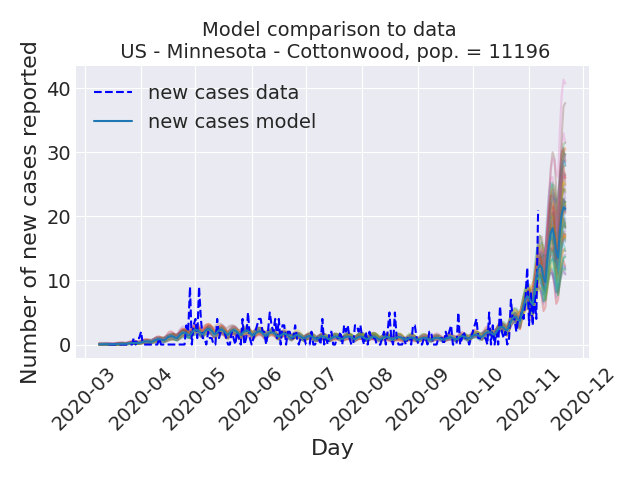 Model comparison to data
US - Minnesota - Cottonwood, pop. = 11196
Number of new cases reported
40
30
20
10
0
new cases data
new cases model
2020-03
2020-04
2020-05
2020-06
2020-07
2020-08
2020-09
2020-10
2020-11
2020-12
Day